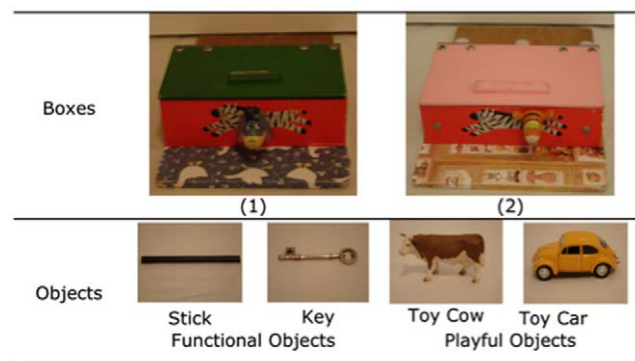 Boxes
(1) (2)
Objects
Stick Key Toy Cow Toy Car
Functional Objects Playful Objects